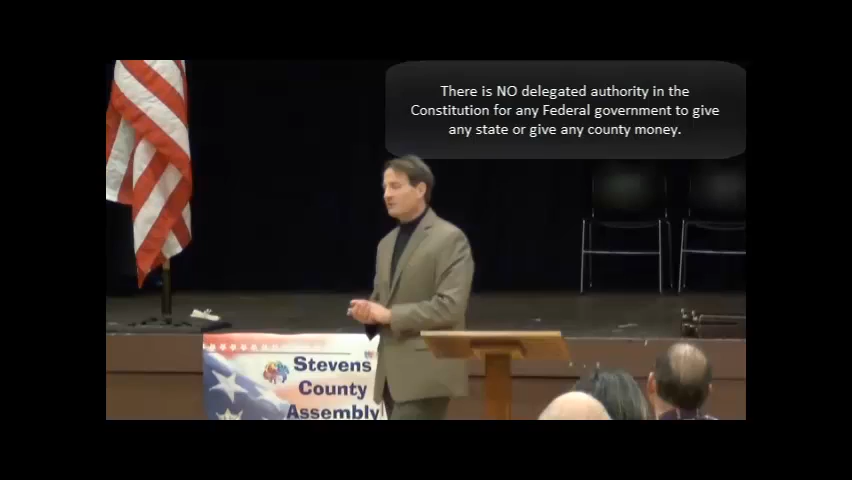 There is NO delegated authority in the
Constitution for any Federal government to give
any state or give any county money.
Stevens
County
Assembly